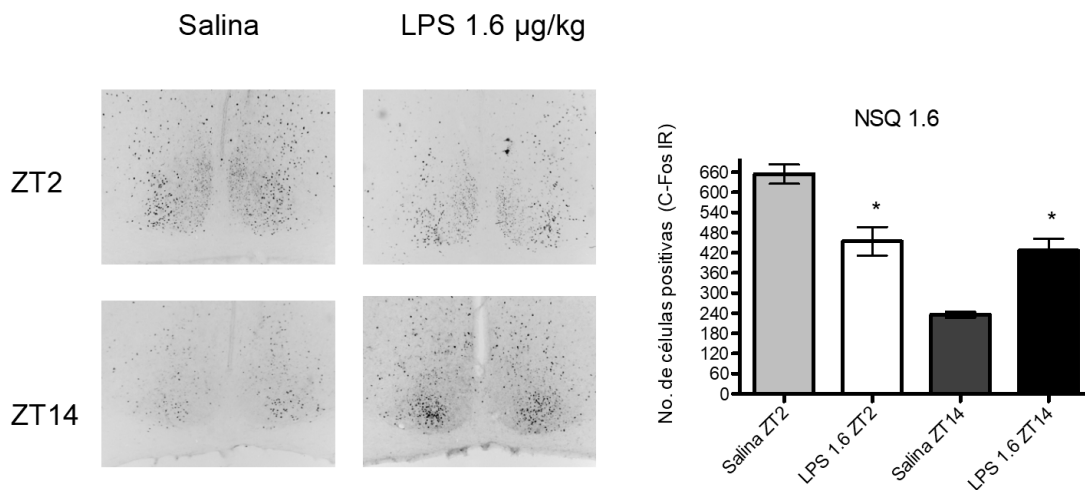 Salina
LPS 1.6 µg/kg
ZT2
ZT14
NSQ 1.6
No. de células positivas (C-Fos IR)
660
600
540
480
420
360
300
240
180
120
60
0
*
*
Salina ZT2
LPS 1.6 ZT2
Salina ZT14
LPS 1.6 ZT14